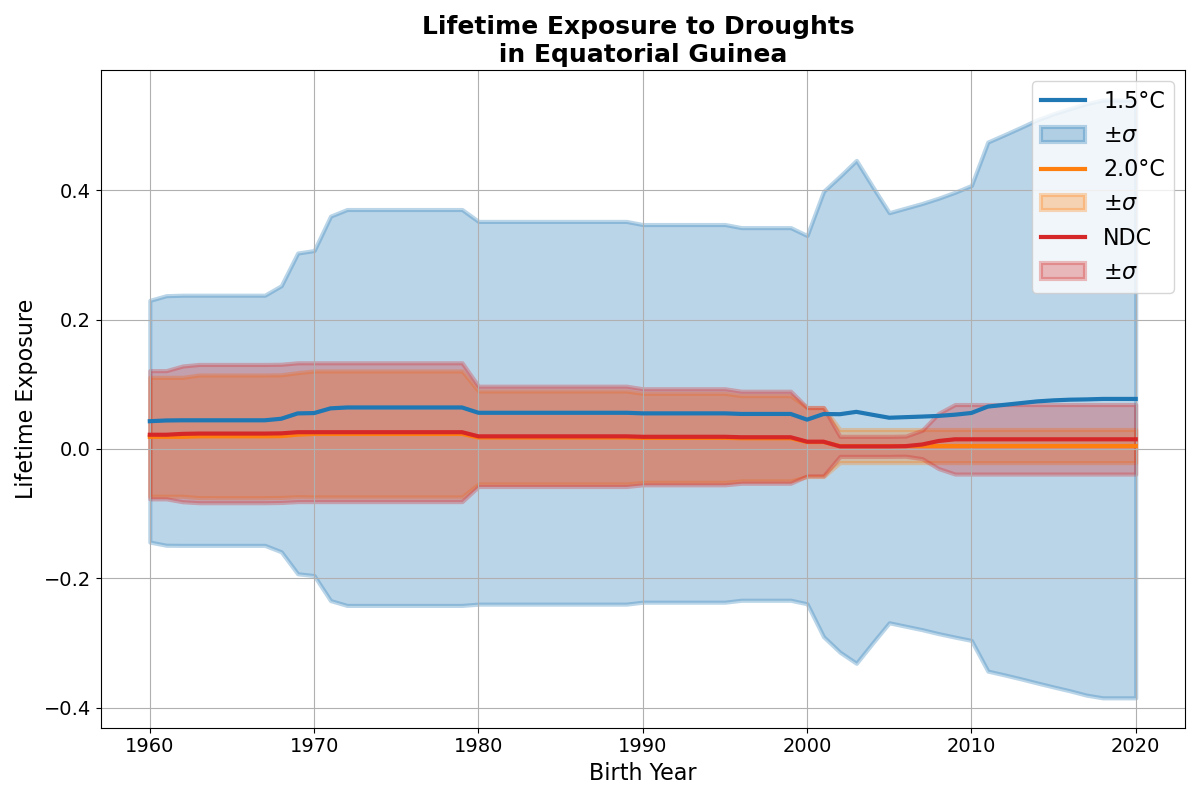 Lifetime Exposure to Droughts
in Equatorial Guinea
1.5°C
±σ
2.0°C
±σ
NDC
±σ
Lifetime Exposure
0.4
0.2
0.0
−0.2
−0.4
1960 1970 1980 1990 2000 2010 2020
Birth Year